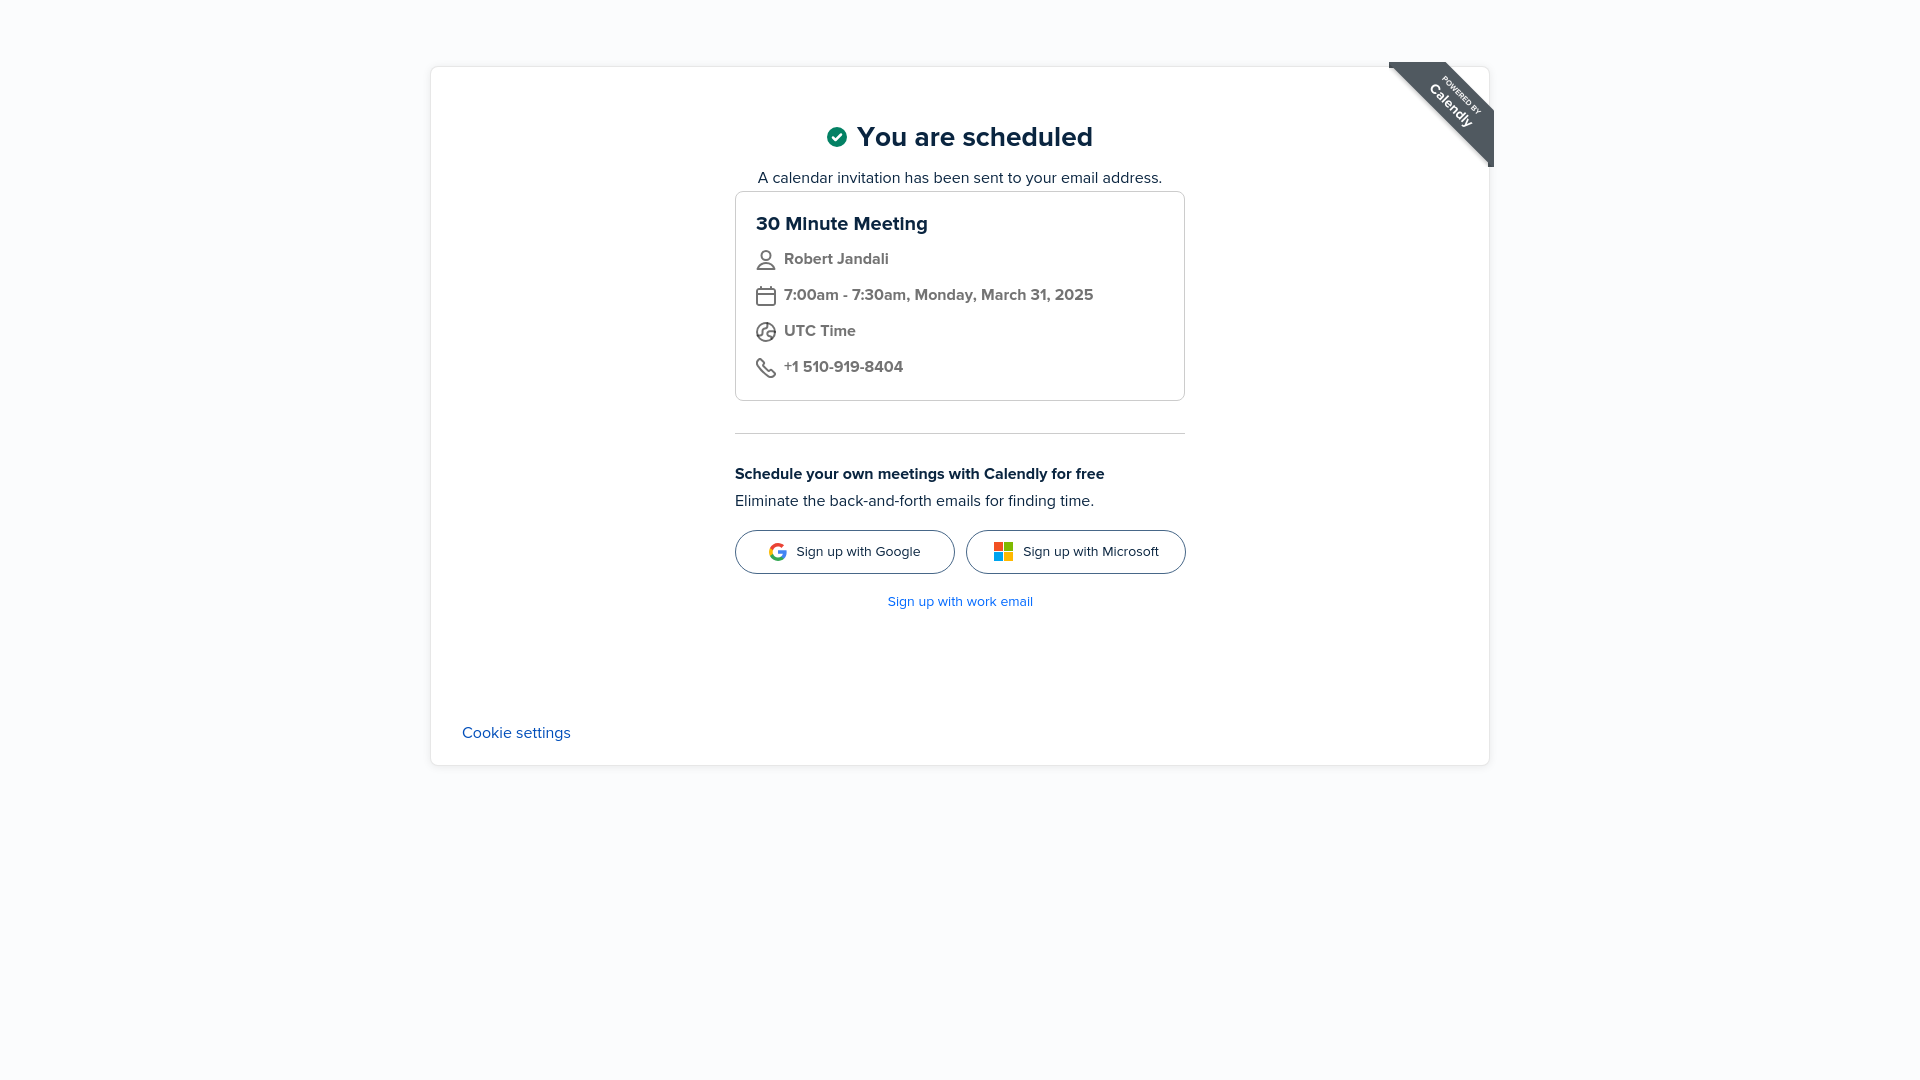 POWERED BY
Calendly
You are scheduled
A calendar invitation has been sent to your email address.
30 Minute Meeting
Robert Jandali
7:00am - 7:30am, Monday, March 31, 2025
UTC Time
+1 510-919-8404
Schedule your own meetings with Calendly for free
Eliminate the back-and-forth emails for finding time.
Sign up with Google
Sign up with Microsoft
Sign up with work email
Cookie settings